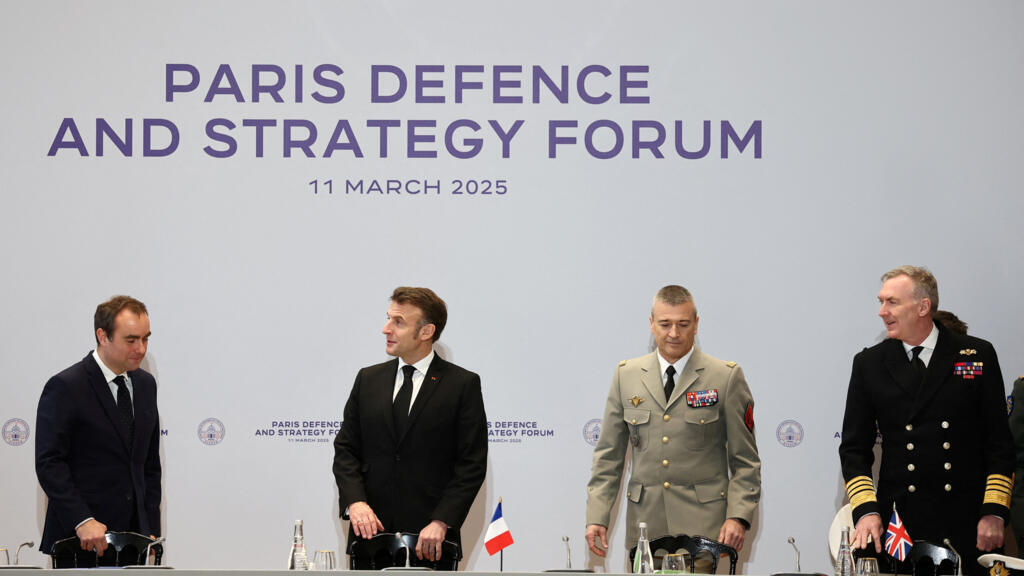 PARIS DEFENCE
AND STRATEGY FORUM
11 MARCH 2025
PARIS DEFENCE
AND STRATEGY
11 MARCH 2025
DEFENCE
STRATEGY FORUM
MARCH 2025